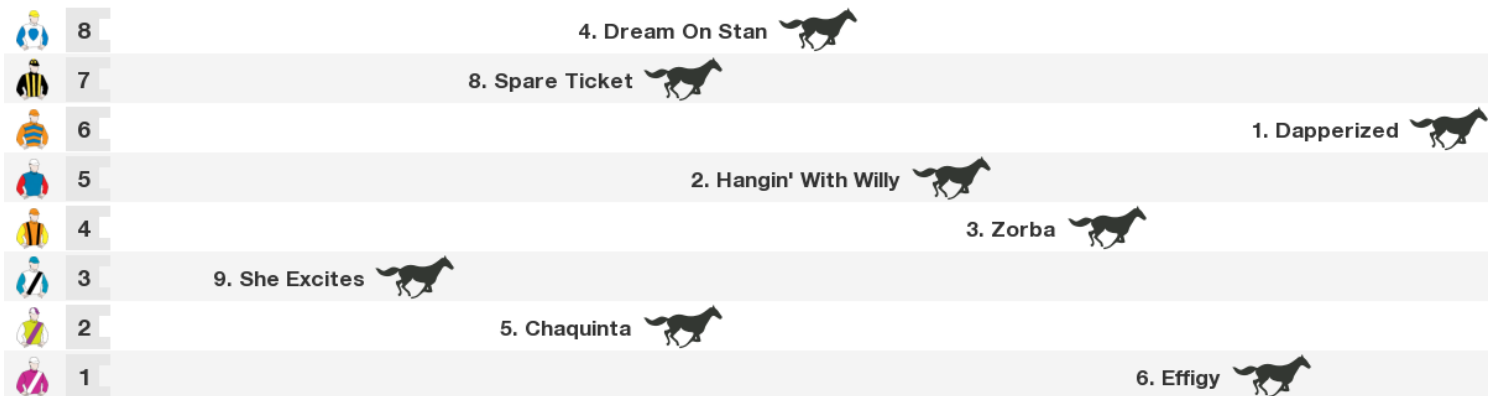 8 4. Dream On Stan
7 8. Spare Ticket
6 1. Dapperized
5 2. Hangin' With Willy
4 3. Zorba
3 9. She Excites
2 5. Chaquinta
1 6. Effigy